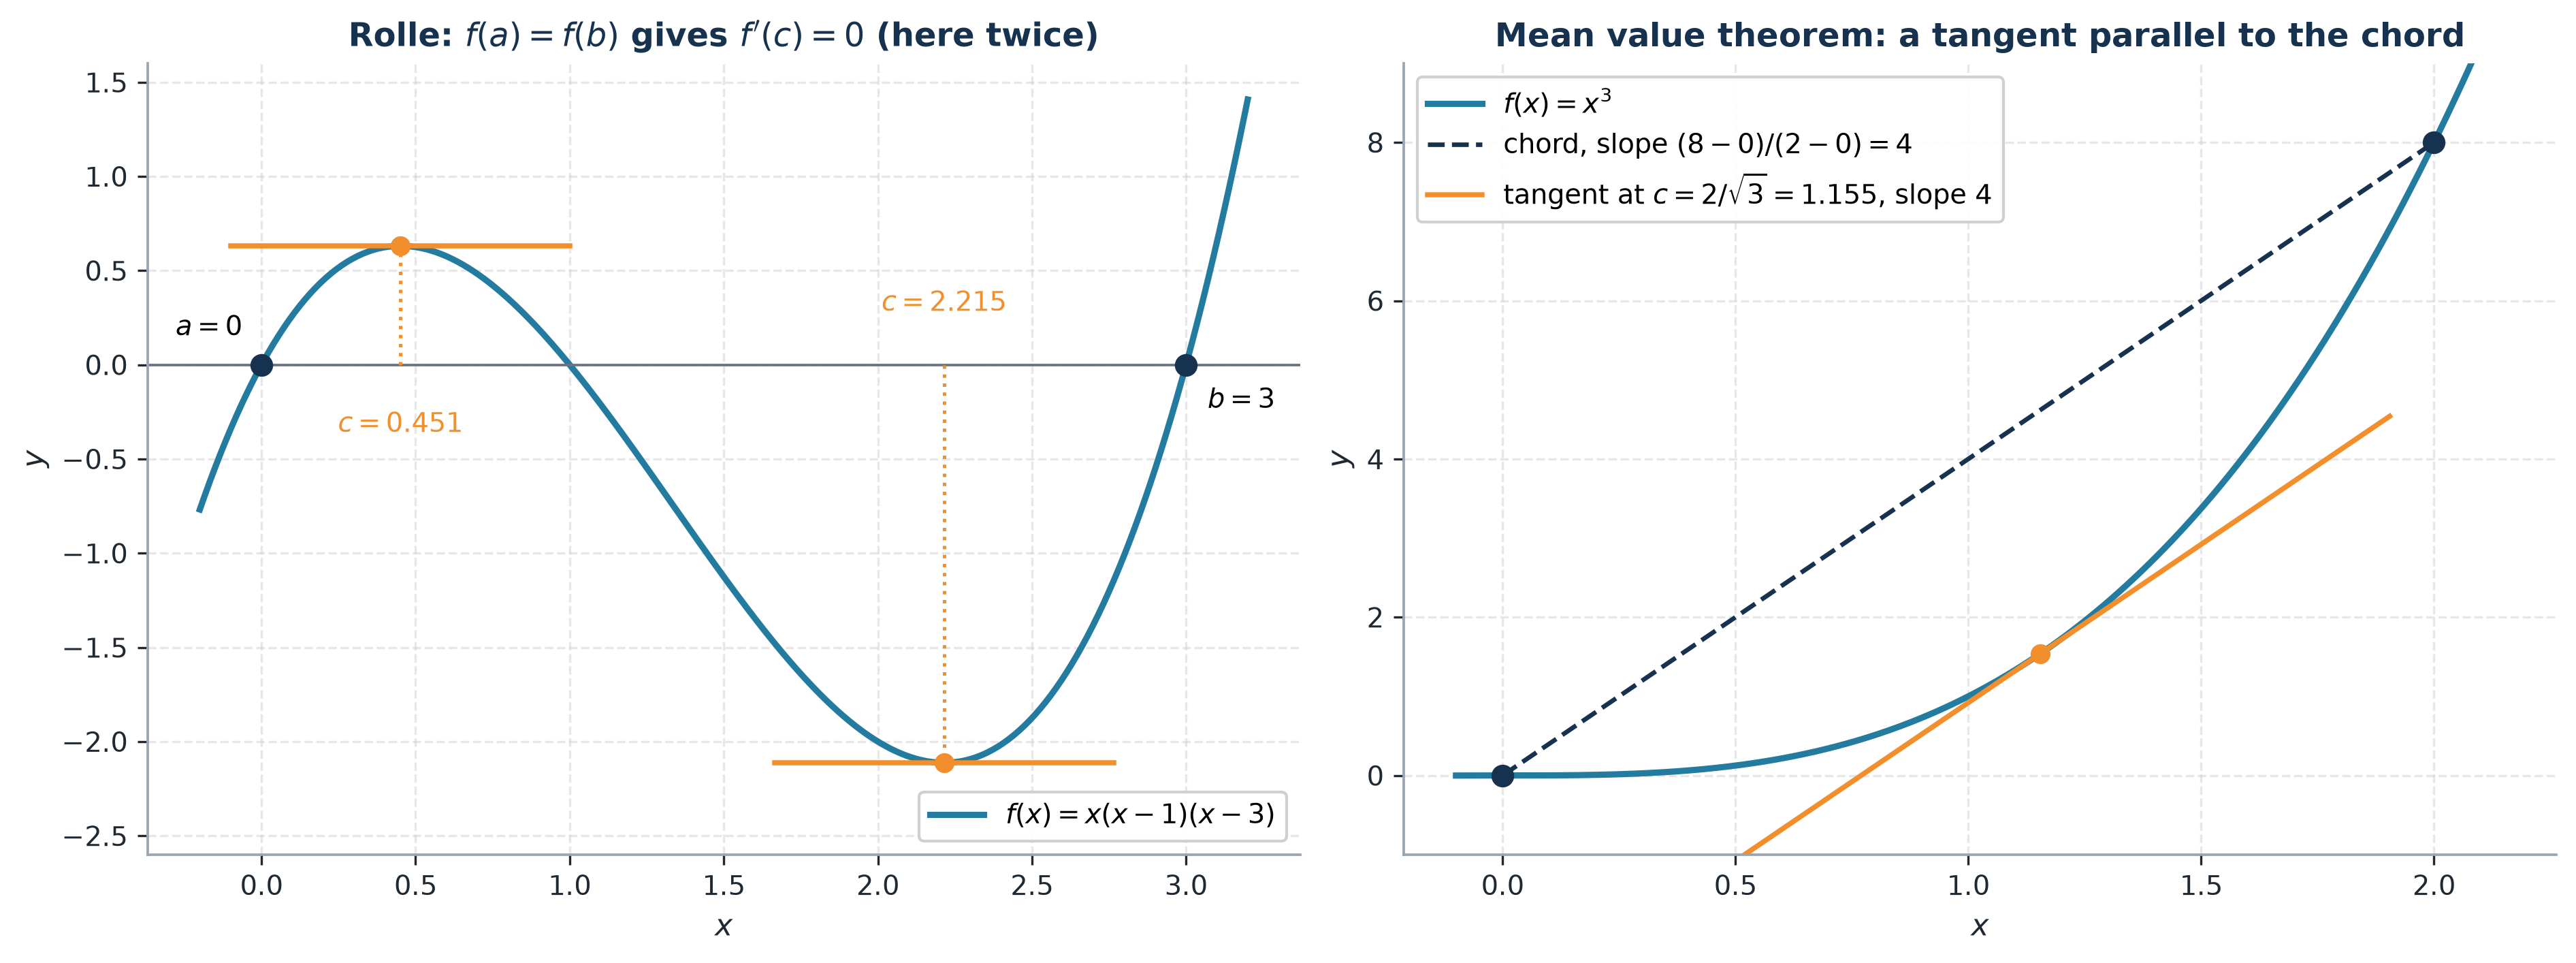 Rolle: f(a) = f(b) gives f′(c) = 0 (here twice)
y
1.5
1.0
0.5
0.0
−0.5
−1.0
−1.5
−2.0
−2.5
a = 0
c = 0.451
c = 2.215
b = 3
f(x) = x(x − 1)(x − 3)
0.0 0.5 1.0 1.5 2.0 2.5 3.0
x
Mean value theorem: a tangent parallel to the chord
f(x) = x³
chord, slope (8 − 0)/(2 − 0) = 4
tangent at c = 2/√3 = 1.155, slope 4
y
8
6
4
2
0
0.0 0.5 1.0 1.5 2.0
x